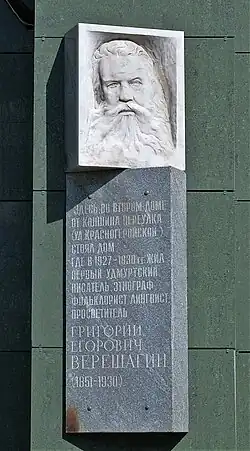 ЗДЕСЬ, ВО ВТОРОМ ДОМЕ
ОТ КОНЬКИНА ПЕРЕУЛКА
(УЛ. КРАСНОГЕРОЙСКОЙ)
СТОЯЛ ДОМ,
ГДЕ В 1927-1930 ГГ. ЖИЛ
ПЕРВЫЙ УДМУРТСКИЙ
ПИСАТЕЛЬ, ЭТНОГРАФ
ФОЛЬКЛОРИСТ, ЛИНГВИСТ,
ПРОСВЕТИТЕЛЬ
ГРИГОРИЙ
ЕГОРОВИЧ
ВЕРЕЩАГИН
(1851-1930)